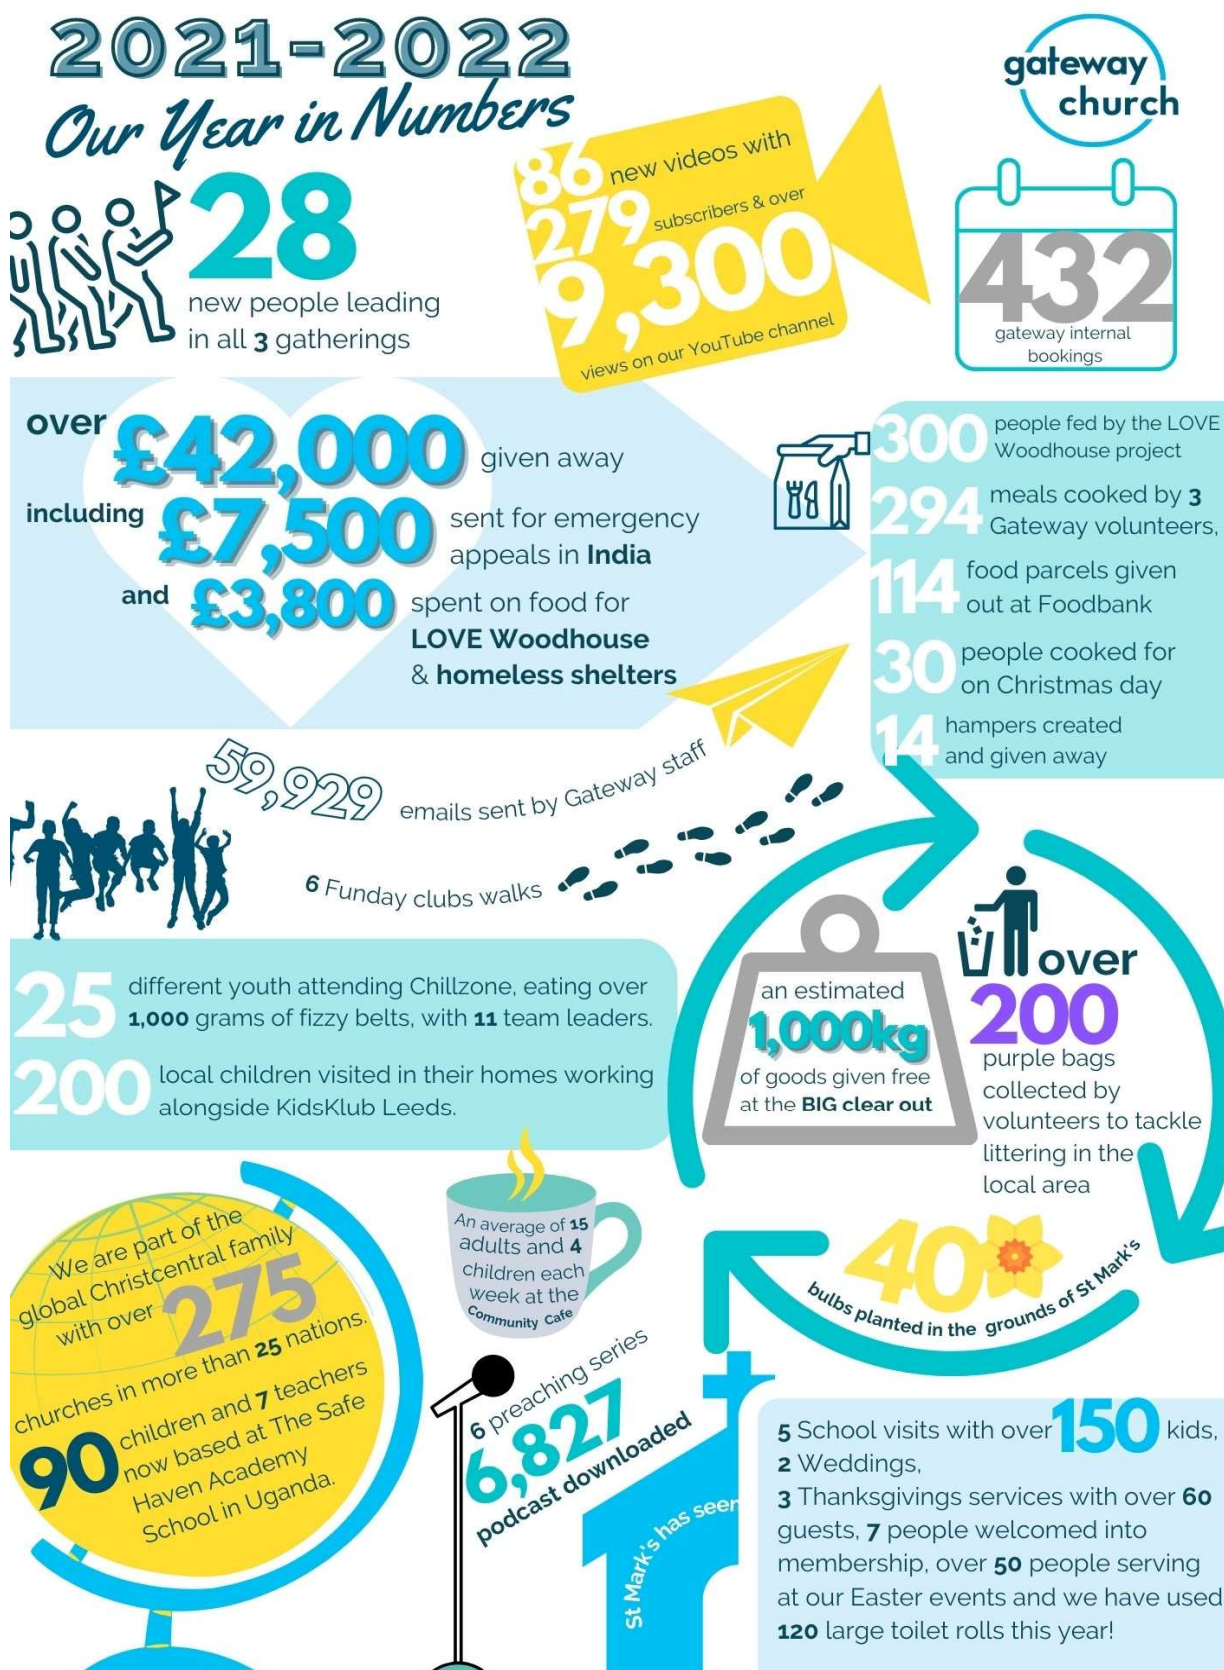 2021-2022
Our Year in Numbers
gateway
church
28
new people leading
in all 3 gatherings
86 new videos with
279 subscribers & over
9,300
views on our YouTube channel
432
gateway internal
bookings
over £42,000 given away
including £7,500 sent for emergency
appeals in India
and £3,800 spent on food for
LOVE Woodhouse
& homeless shelters
300 people fed by the LOVE
Woodhouse project
294 meals cooked by 3
Gateway volunteers,
114 food parcels given
out at Foodbank
30 people cooked for
on Christmas day
14 hampers created
and given away
59,929 emails sent by Gateway staff
6 Funday clubs walks
25 different youth attending Chillzone, eating over
1,000 grams of fizzy belts, with 11 team leaders.
200 local children visited in their homes working
alongside KidsKlub Leeds.
an estimated
1,000kg
of goods given free
at the BIG clear out
over
200
purple bags
collected by
volunteers to tackle
littering in the
local area
40
bulbs planted in the grounds of St Mark's
We are part of the
global Christcentral family
with over 275
churches in more than 25 nations.
90 children and 7 teachers
now based at The Safe
Haven Academy
School in Uganda.
An average of 15
adults and 4
children each
week at the
Community Cafe
6 preaching series
6,827
podcast downloaded
St Mark's has seen
5 School visits with over 150 kids,
2 Weddings,
3 Thanksgivings services with over 60
guests, 7 people welcomed into
membership, over 50 people serving
at our Easter events and we have used
120 large toilet rolls this year!